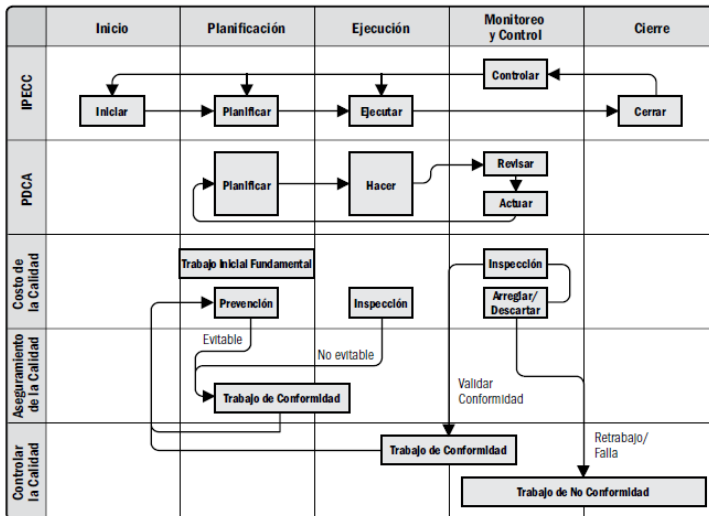 Inicio
Planificación
Ejecución
Monitoreo
y Control
Cierre
IPECC
Controlar
Iniciar
Planificar
Ejecutar
Cerrar
PDCA
Planificar
Hacer
Revisar
Actuar
Costo de
la Calidad
Trabajo Inicial Fundamental
Inspección
Prevención
Inspección
Arreglar/
Descartar
Aseguramiento
de la Calidad
Evitable
No evitable
Trabajo de Conformidad
Validar
Conformidad
Controlar
la Calidad
Trabajo de Conformidad
Retrabajo/
Falla
Trabajo de No Conformidad